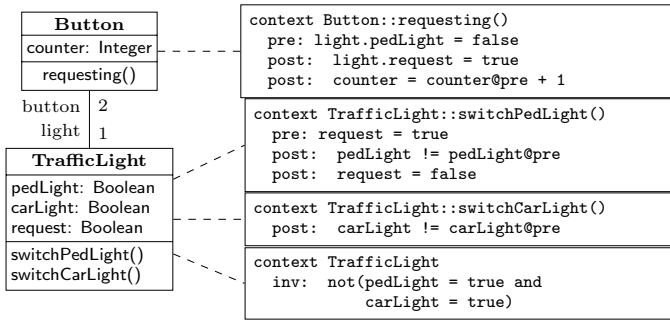 Button
counter: Integer
requesting()
button 2
light 1
TrafficLight
pedLight: Boolean
carLight: Boolean
request: Boolean
switchPedLight()
switchCarLight()
context Button::requesting()
pre: light.pedLight = false
post: light.request = true
post: counter = counter@pre + 1
context TrafficLight::switchPedLight()
pre: request = true
post: pedLight != pedLight@pre
post: request = false
context TrafficLight::switchCarLight()
post: carLight != carLight@pre
context TrafficLight
inv: not(pedLight = true and
carLight = true)